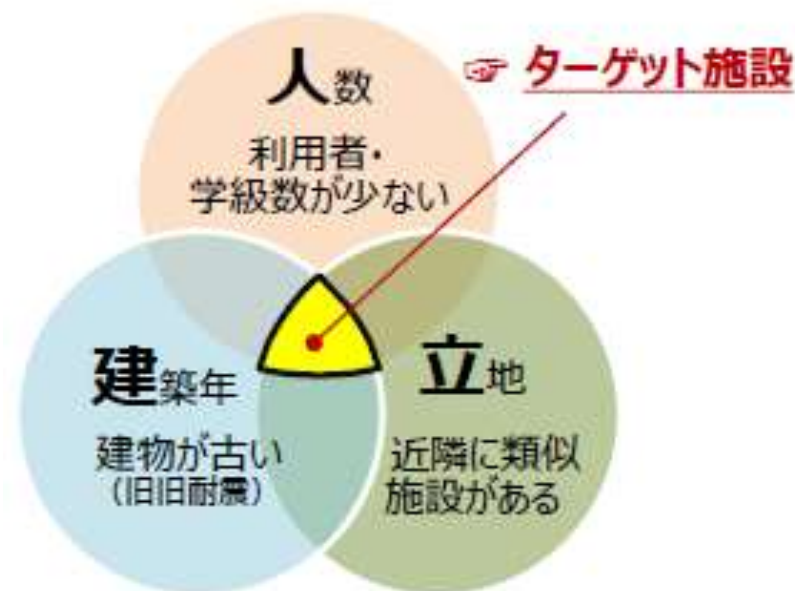 ☞ ターゲット施設
人数
利用者・
学級数が少ない
建築年
建物が古い
（旧旧耐震）
立地
近隣に類似
施設がある